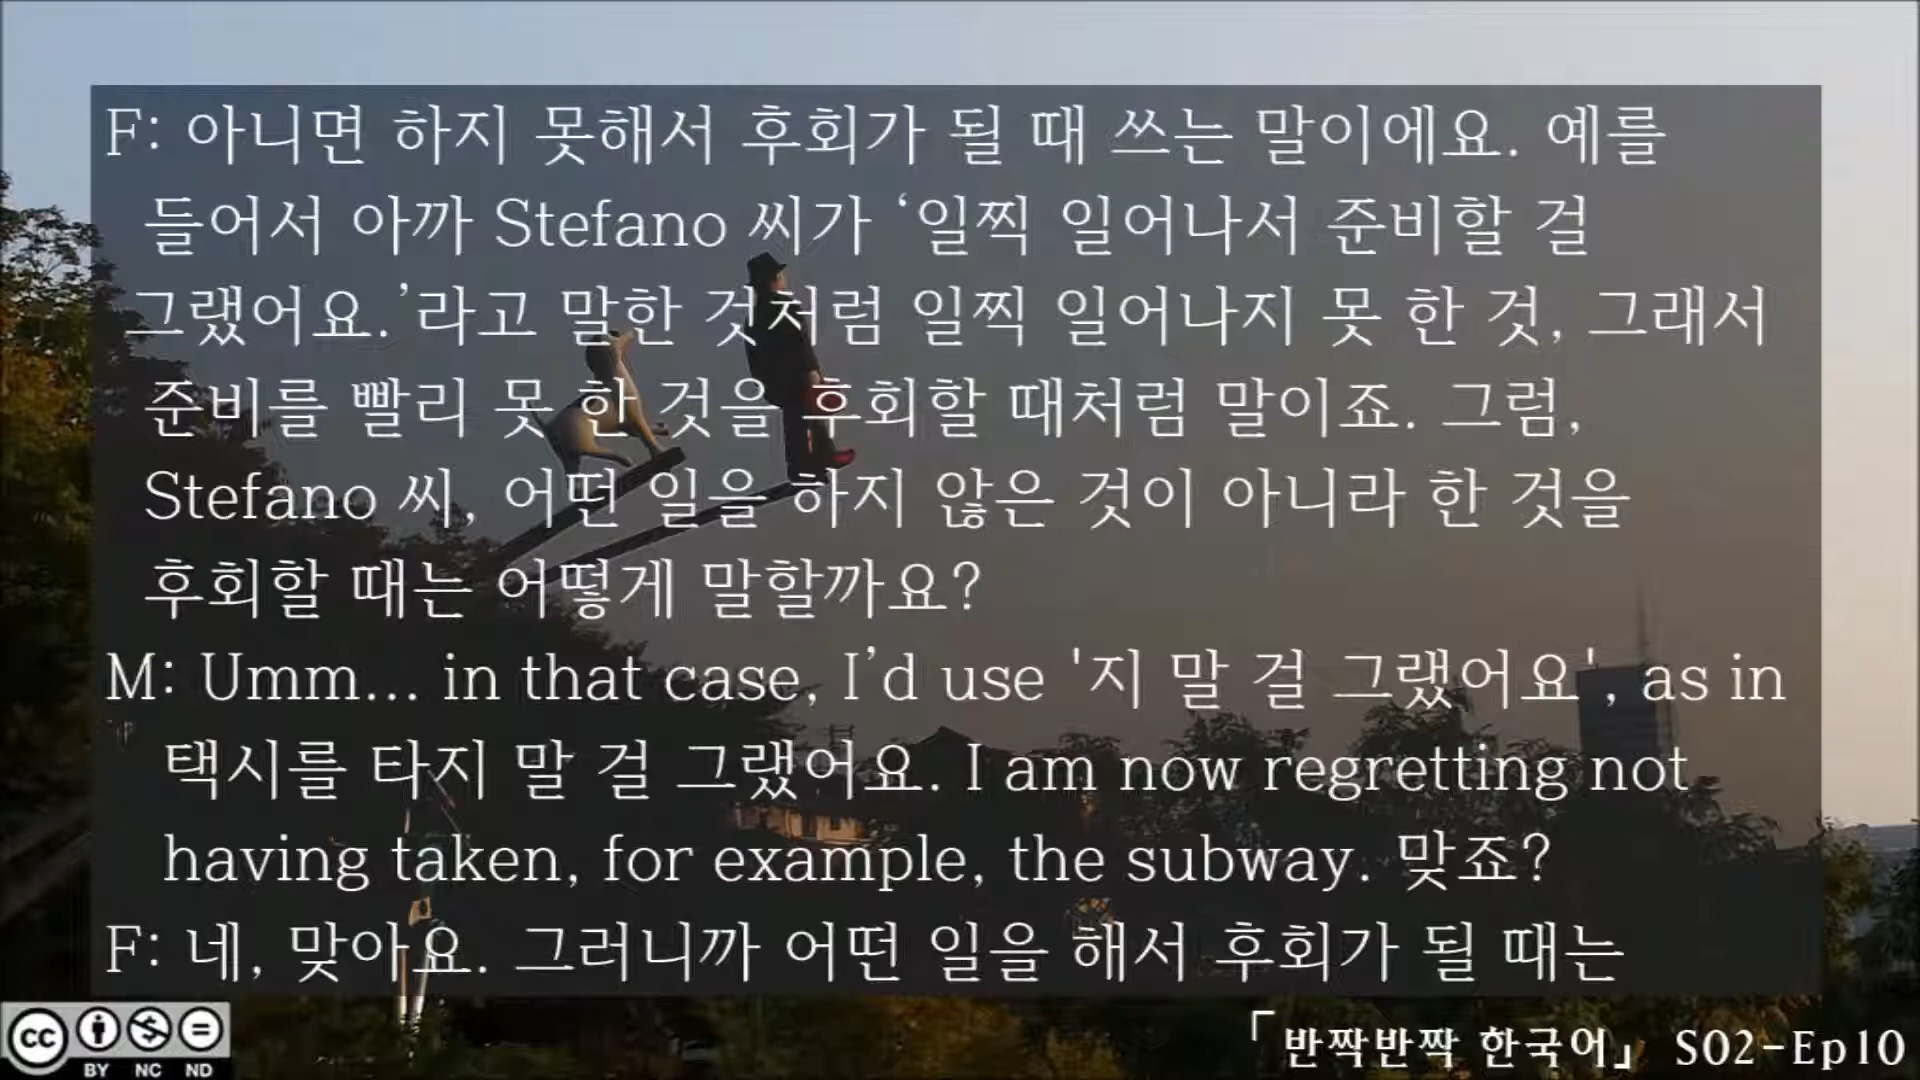 F: 아니면 하지 못해서 후회가 될 때 쓰는 말이에요. 예를
들어서 아까 Stefano 씨가 ‘일찍 일어나서 준비할 걸
그랬어요.’라고 말한 것처럼 일찍 일어나지 못 한 것, 그래서
준비를 빨리 못 한 것을 후회할 때처럼 말이죠. 그럼,
Stefano 씨, 어떤 일을 하지 않은 것이 아니라 한 것을
후회할 때는 어떻게 말할까요?
M: Umm... in that case, I’d use '지 말 걸 그랬어요', as in
택시를 타지 말 걸 그랬어요. I am now regretting not
having taken, for example, the subway. 맞죠?
F: 네, 맞아요. 그러니까 어떤 일을 해서 후회가 될 때는
cc
BY NC ND
「반짝반짝 한국어」 S02-Ep10